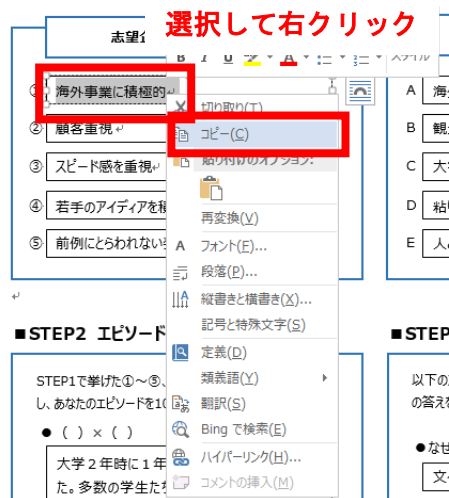 選択して右クリック
志望
B I U A スタイル
① 海外事業に積極的
A 海
切り取り(T)
② 顧客重視
コピー(C)
B 観
③ スピード感を重視
貼り付けのオプション:
C 大
④ 若手のアイディアを
D 粘
再変換(V)
⑤ 前例にとらわれない
A フォント(F)...
E 人
段落(P)...
縦書きと横書き(X)...
記号と特殊文字(S)
■STEP2 エピソード
■STEP
定義(D)
STEP1で挙げた①～⑤、
類義語(Y)
以下の
し、あなたのエピソードを10
翻訳(S)
の答えを
● ( ) × ( )
Bing で検索(E)
●なぜ
大学２年時に１年
ハイパーリンク(H)...
た。多数の学生た
コメントの挿入(M)
文